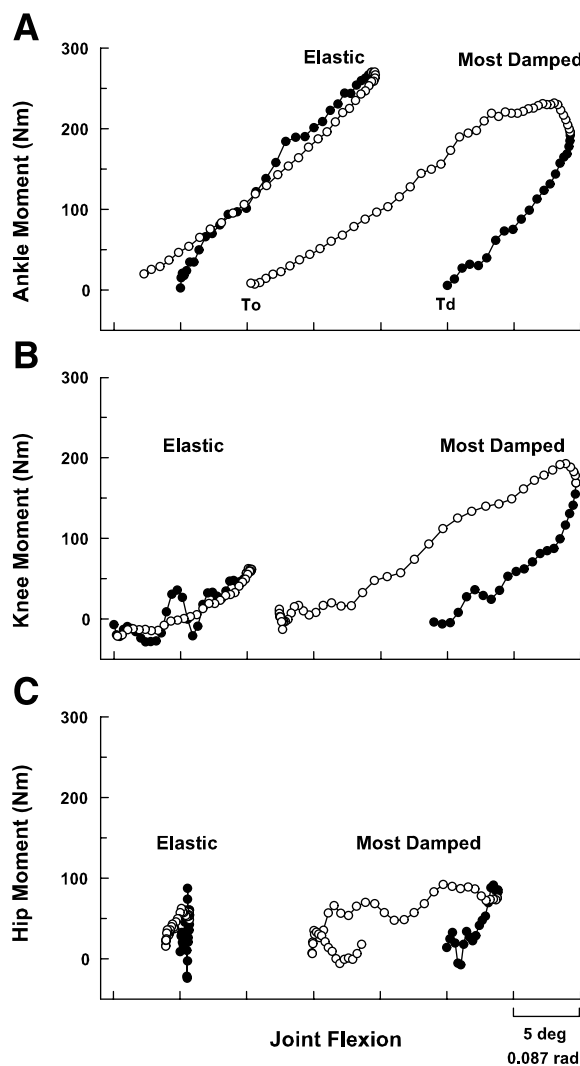 A
Elastic
Most Damped
Ankle Moment (Nm)
300
200
100
0
To
Td
B
Elastic
Most Damped
Knee Moment (Nm)
300
200
100
0
C
Elastic
Most Damped
Hip Moment (Nm)
300
200
100
0
Joint Flexion
5 deg
0.087 rad